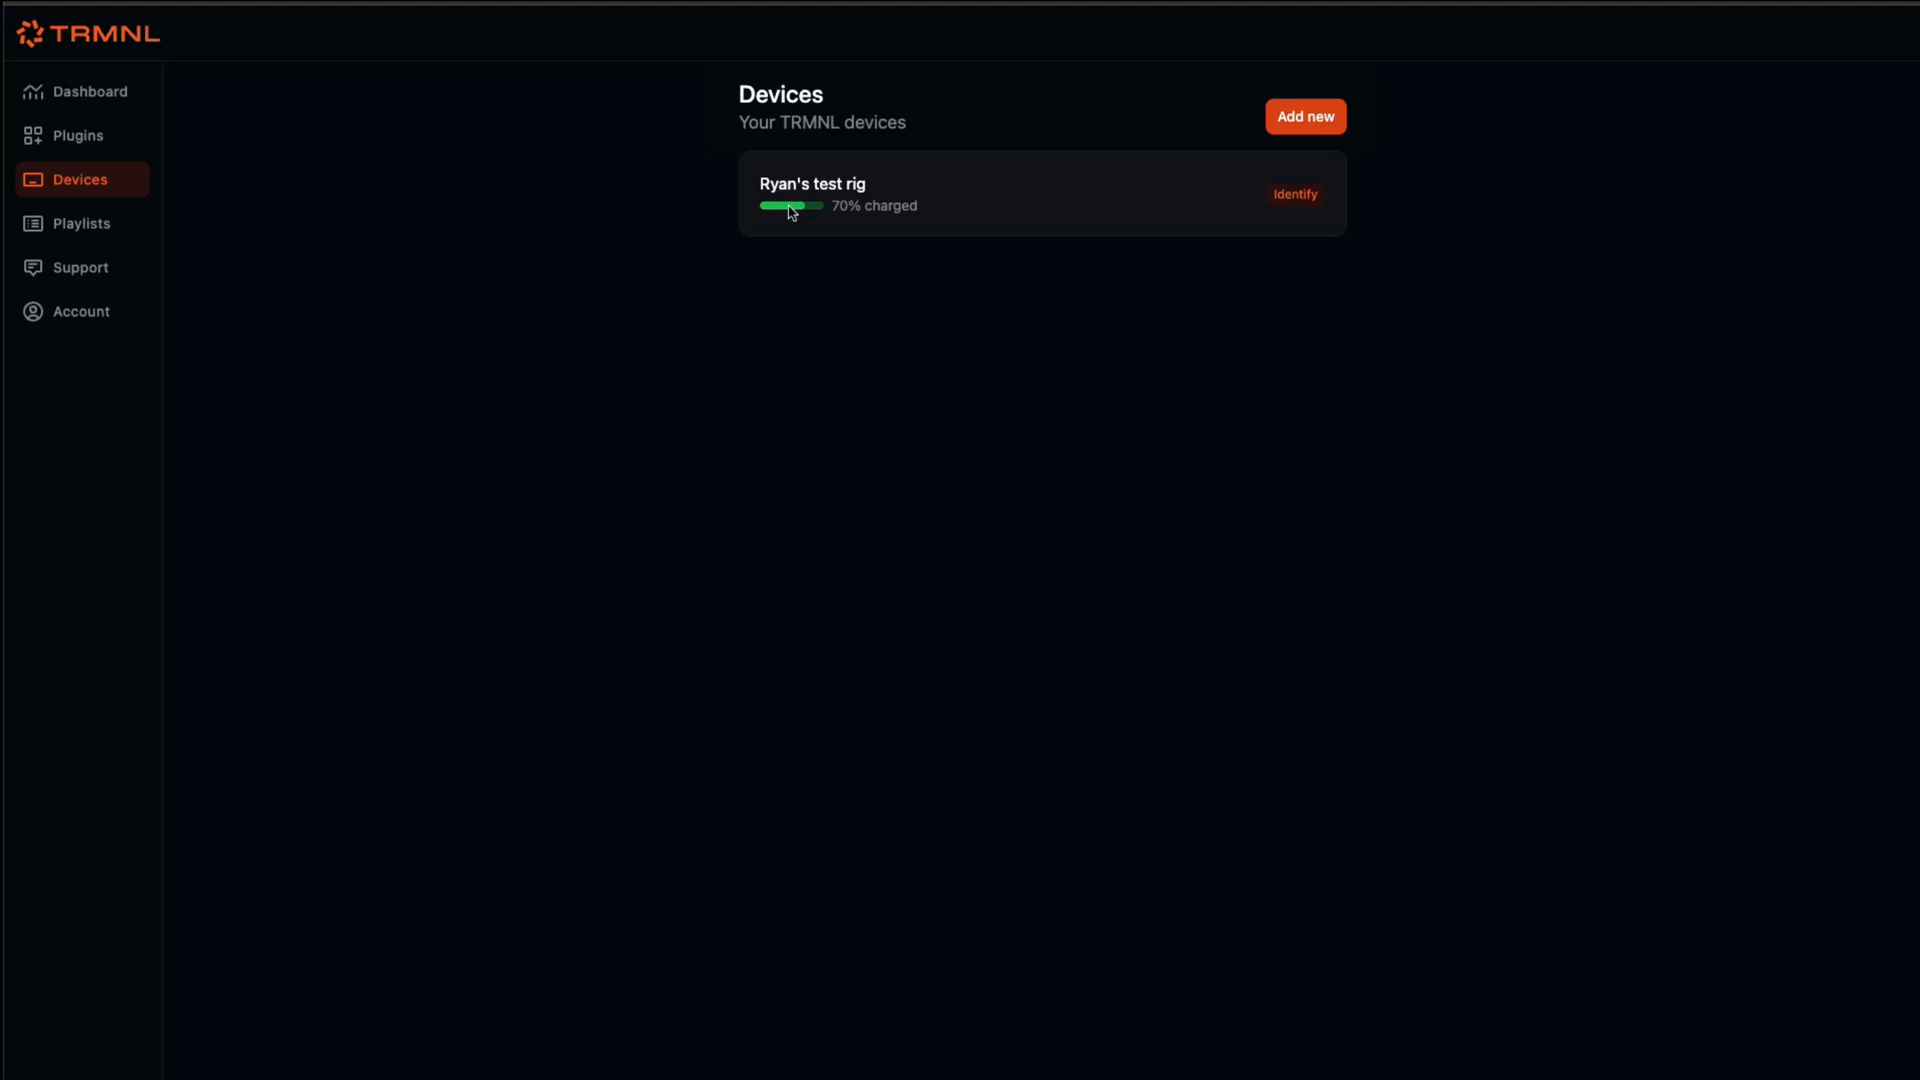 TRMNL
Dashboard
Plugins
Devices
Playlists
Support
Account
Devices
Your TRMNL devices
Add new
Ryan's test rig
70% charged
Identify